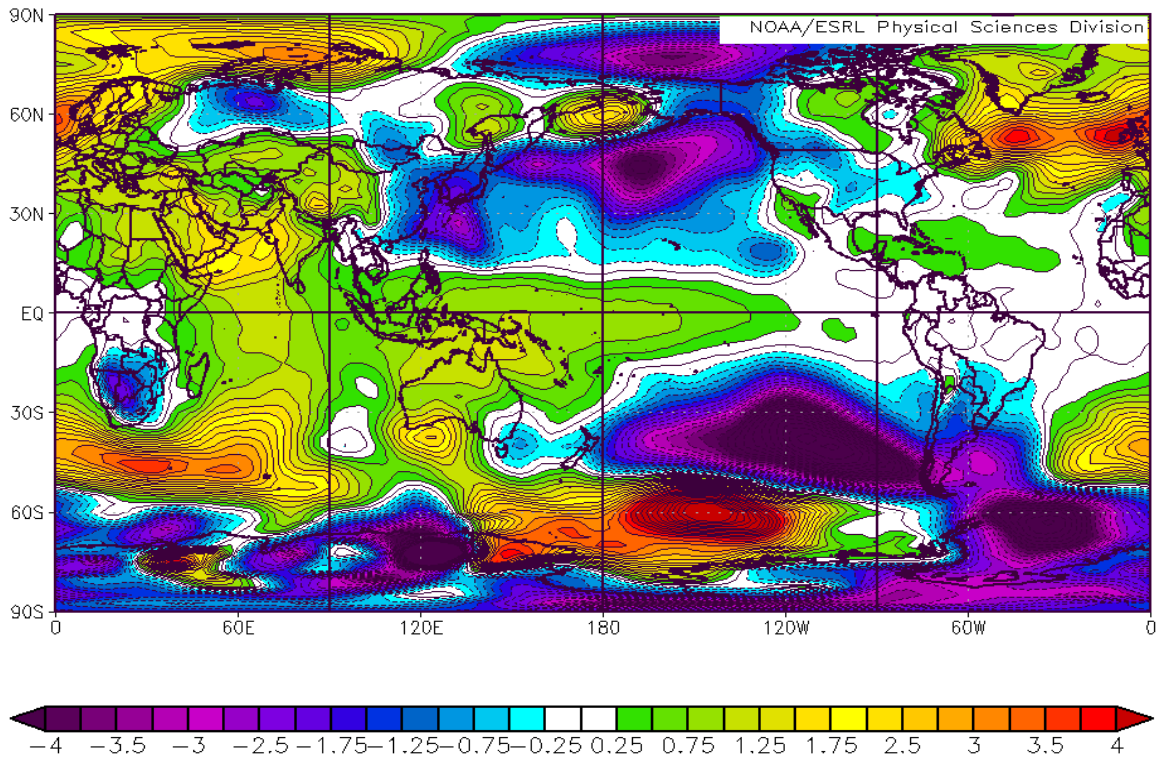 90N
NOAA/ESRL Physical Sciences Division
60N
30N
EQ
30S
60S
90S
0 60E 120E 180 120W 60W 0
−4 −3.5 −3 −2.5 −1.75 −1.25 −0.75 −0.25 0.25 0.75 1.25 1.75 2.5 3 3.5 4